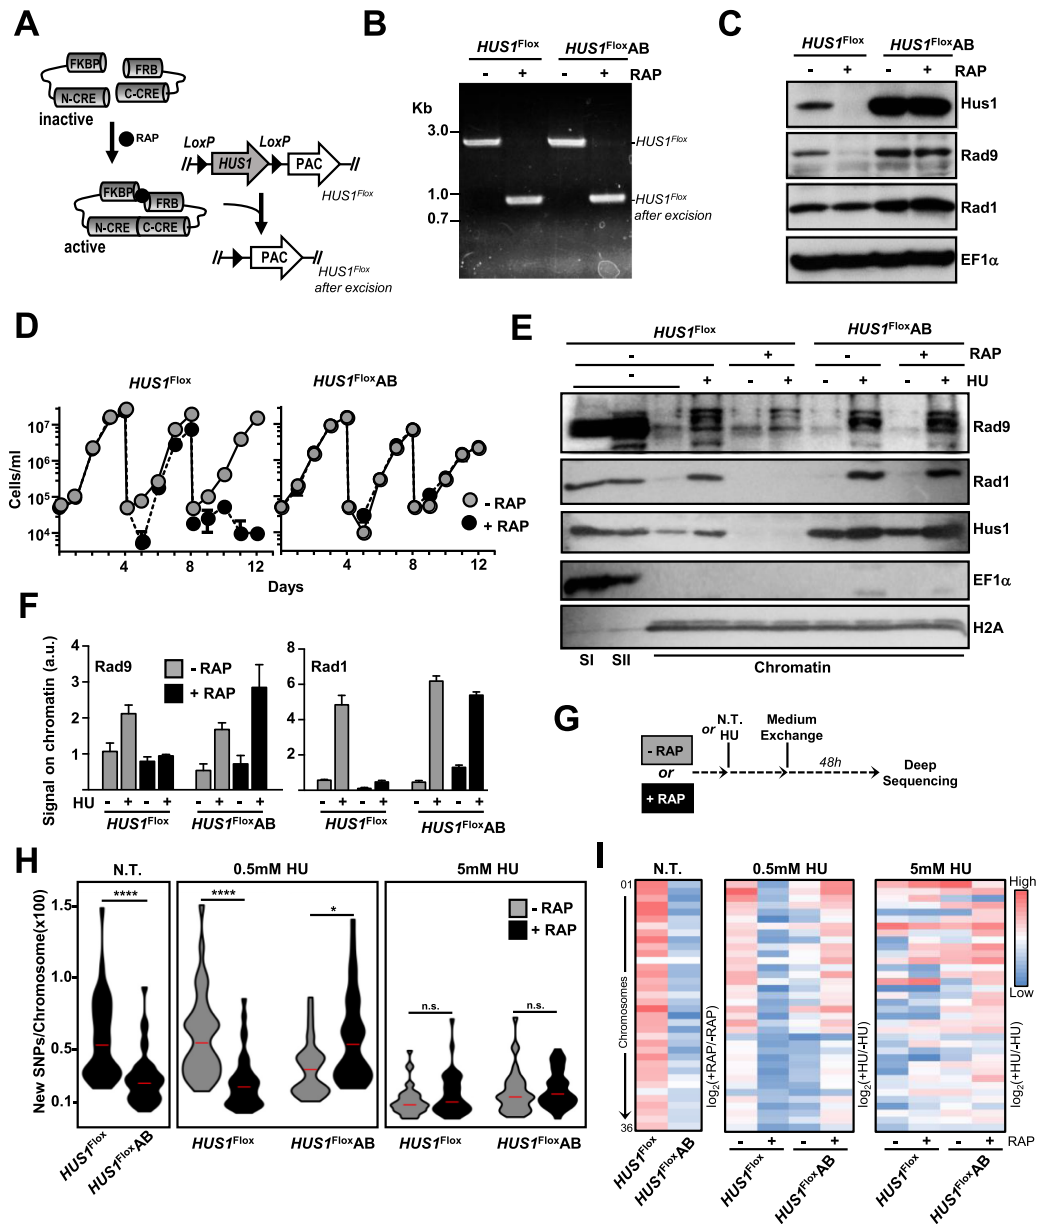 A
FKBP
FRB
N-CRE
C-CRE
inactive
RAP
LoxP
LoxP
HUS1
PAC
HUS1Flox
FKBP
FRB
N-CRE
C-CRE
active
PAC
HUS1Flox
after excision
B
HUS1Flox
HUS1FloxAB
- + - + RAP
Kb
3.0
1.0
0.7
-HUS1Flox
-HUS1Flox
after excision
C
HUS1Flox
HUS1FloxAB
- + - + RAP
Hus1
Rad9
Rad1
EF1α
D
HUS1Flox
HUS1FloxAB
Cells/ml
10⁷
10⁶
10⁵
10⁴
4 8 12
4 8 12
Days
- RAP
+ RAP
E
HUS1Flox
HUS1FloxAB
- + - + RAP
- + - + - + - + HU
Rad9
Rad1
Hus1
EF1α
H2A
SI SII
Chromatin
F
Signal on chromatin (a.u.)
4
3
2
1
Rad9
- RAP
+ RAP
6
4
2
Rad1
HU - + - + - + - +
- + - + - + - +
HUS1Flox
HUS1FloxAB
HUS1Flox
HUS1FloxAB
G
- RAP
or
+ RAP
or N.T.
HU
Medium
Exchange
48h
Deep
Sequencing
H
N.T.
0.5mM HU
5mM HU
New SNPs/Chromosome(x100)
1.5
1.0
0.5
0.1
****
****
*
n.s.
n.s.
- RAP
+ RAP
HUS1Flox
HUS1FloxAB
HUS1Flox
HUS1FloxAB
HUS1Flox
HUS1FloxAB
I
N.T.
0.5mM HU
5mM HU
01
Chromosomes
36
log₂(+RAP/-RAP)
log₂(+HU/-HU)
log₂(+HU/-HU)
High
Low
- + - +
- + - + RAP
HUS1Flox
HUS1FloxAB
HUS1Flox
HUS1FloxAB
HUS1Flox
HUS1FloxAB